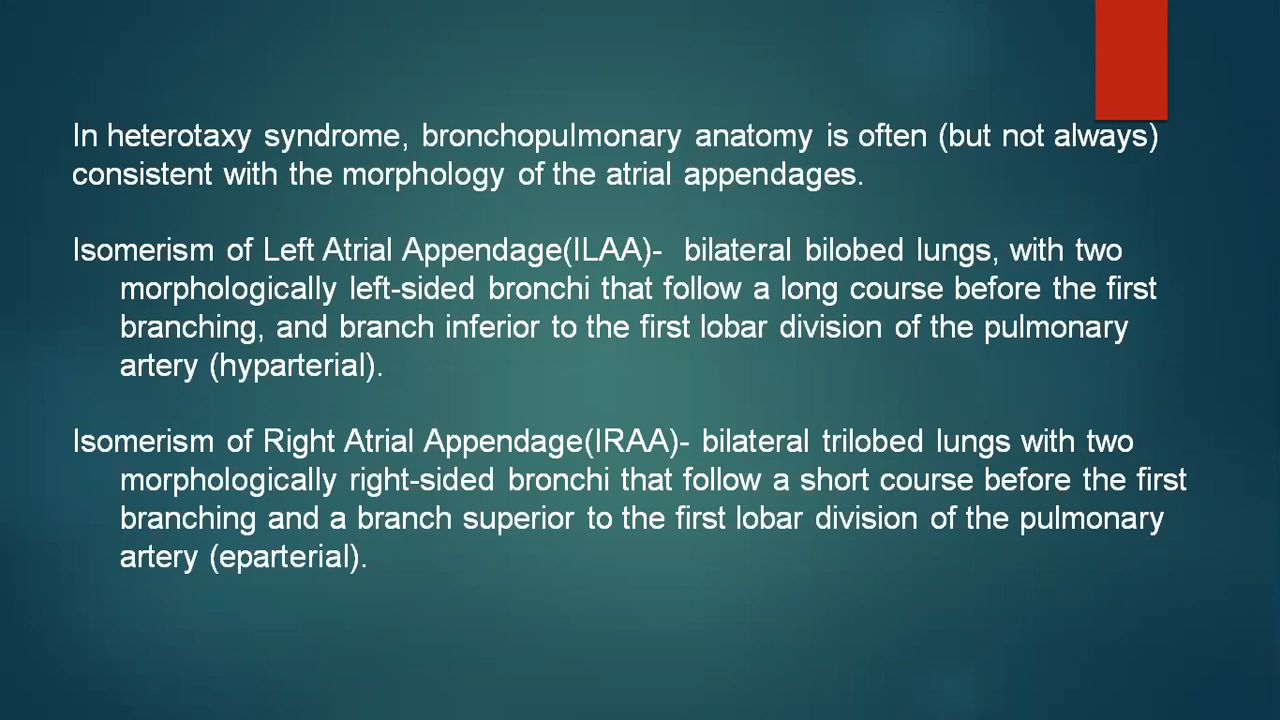 In heterotaxy syndrome, bronchopulmonary anatomy is often (but not always)
consistent with the morphology of the atrial appendages.
Isomerism of Left Atrial Appendage(ILAA)- bilateral bilobed lungs, with two
morphologically left-sided bronchi that follow a long course before the first
branching, and branch inferior to the first lobar division of the pulmonary
artery (hyparterial).
Isomerism of Right Atrial Appendage(IRAA)- bilateral trilobed lungs with two
morphologically right-sided bronchi that follow a short course before the first
branching and a branch superior to the first lobar division of the pulmonary
artery (eparterial).